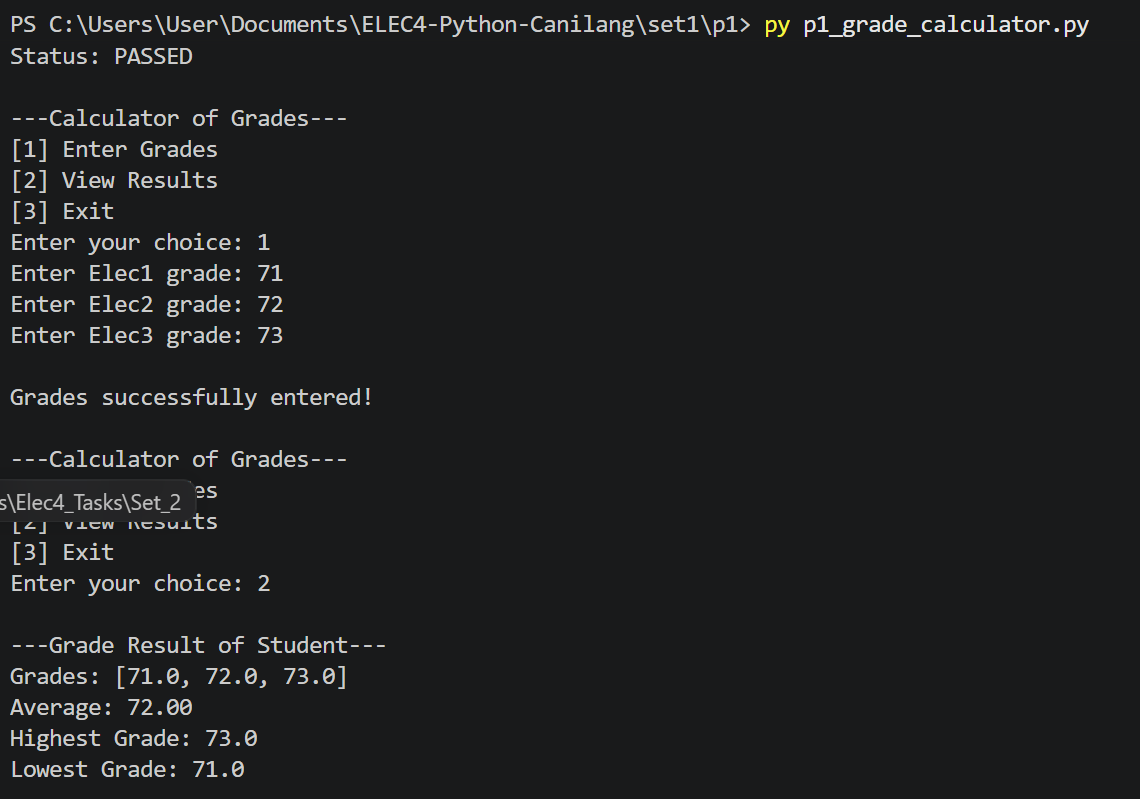 PS C:\Users\User\Documents\ELEC4-Python-Canilang\set1\p1> py p1_grade_calculator.py
Status: PASSED
---Calculator of Grades---
[1] Enter Grades
[2] View Results
[3] Exit
Enter your choice: 1
Enter Elec1 grade: 71
Enter Elec2 grade: 72
Enter Elec3 grade: 73
Grades successfully entered!
---Calculator of Grades---
es
s\Elec4_Tasks\Set_2
[2] View Results
[3] Exit
Enter your choice: 2
---Grade Result of Student---
Grades: [71.0, 72.0, 73.0]
Average: 72.00
Highest Grade: 73.0
Lowest Grade: 71.0